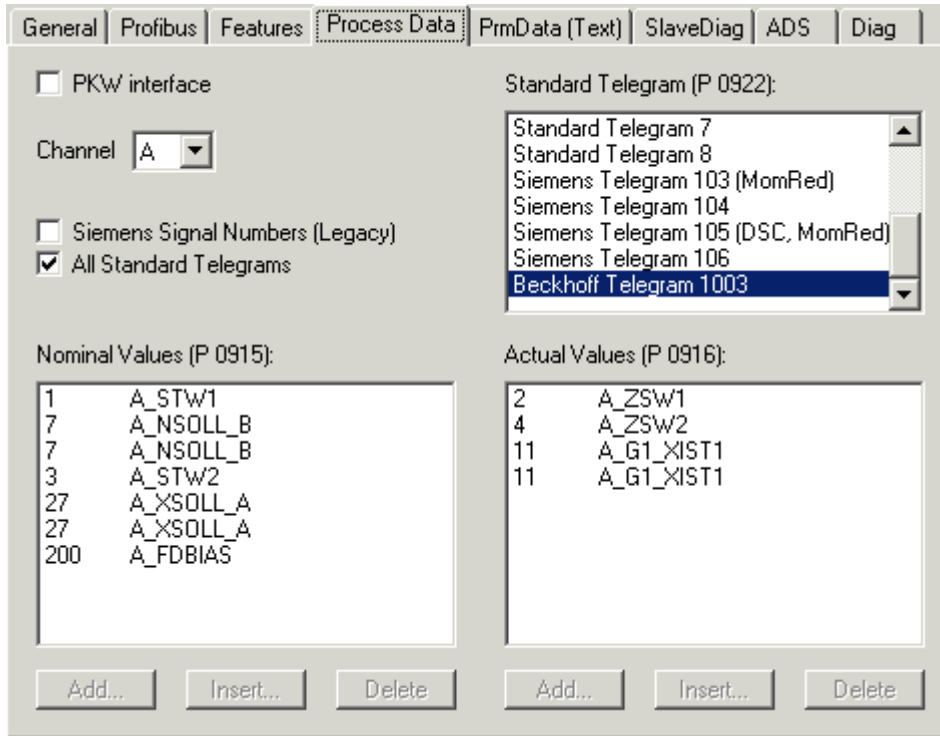 General Profibus Features Process Data PrmData (Text) SlaveDiag ADS Diag
PKW interface
Channel A
Siemens Signal Numbers (Legacy)
All Standard Telegrams
Standard Telegram (P 0922):
Standard Telegram 7
Standard Telegram 8
Siemens Telegram 103 (MomRed)
Siemens Telegram 104
Siemens Telegram 105 (DSC, MomRed)
Siemens Telegram 106
Beckhoff Telegram 1003
Nominal Values (P 0915):
1 A_STW1
7 A_NSOLL_B
7 A_NSOLL_B
3 A_STW2
27 A_XSOLL_A
27 A_XSOLL_A
200 A_FDBIAS
Add... Insert... Delete
Actual Values (P 0916):
2 A_ZSW1
4 A_ZSW2
11 A_G1_XIST1
11 A_G1_XIST1
Add... Insert... Delete